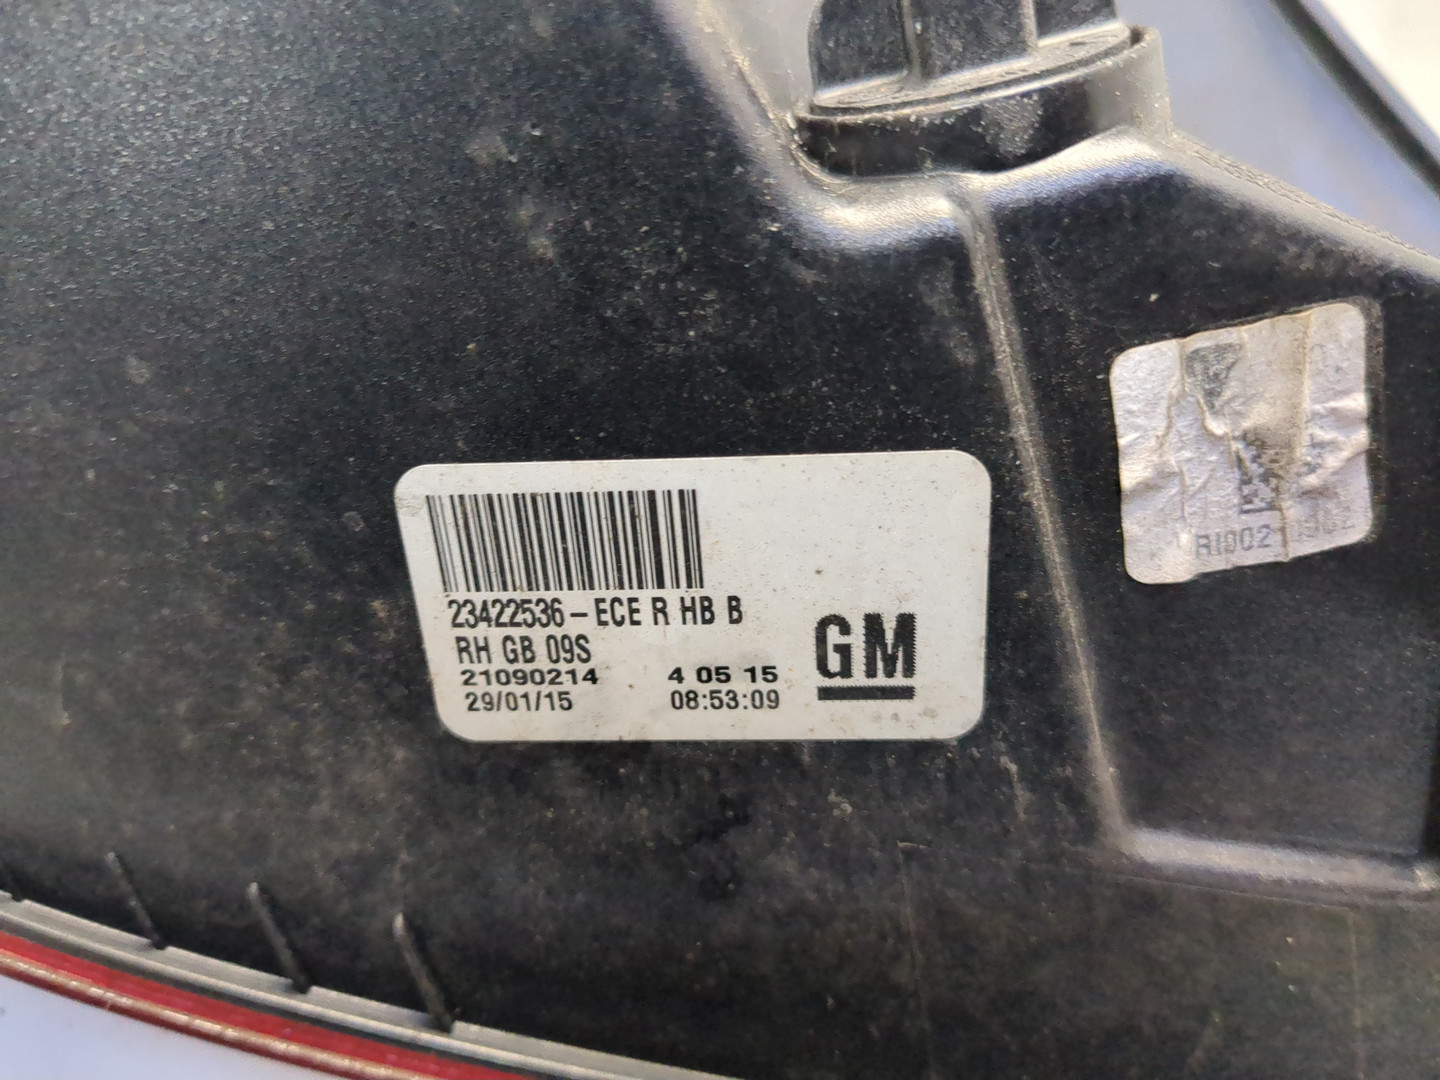 23422536-ECE R HB B
RH GB 09S
21090214 4 05 15
29/01/15 08:53:09
GM